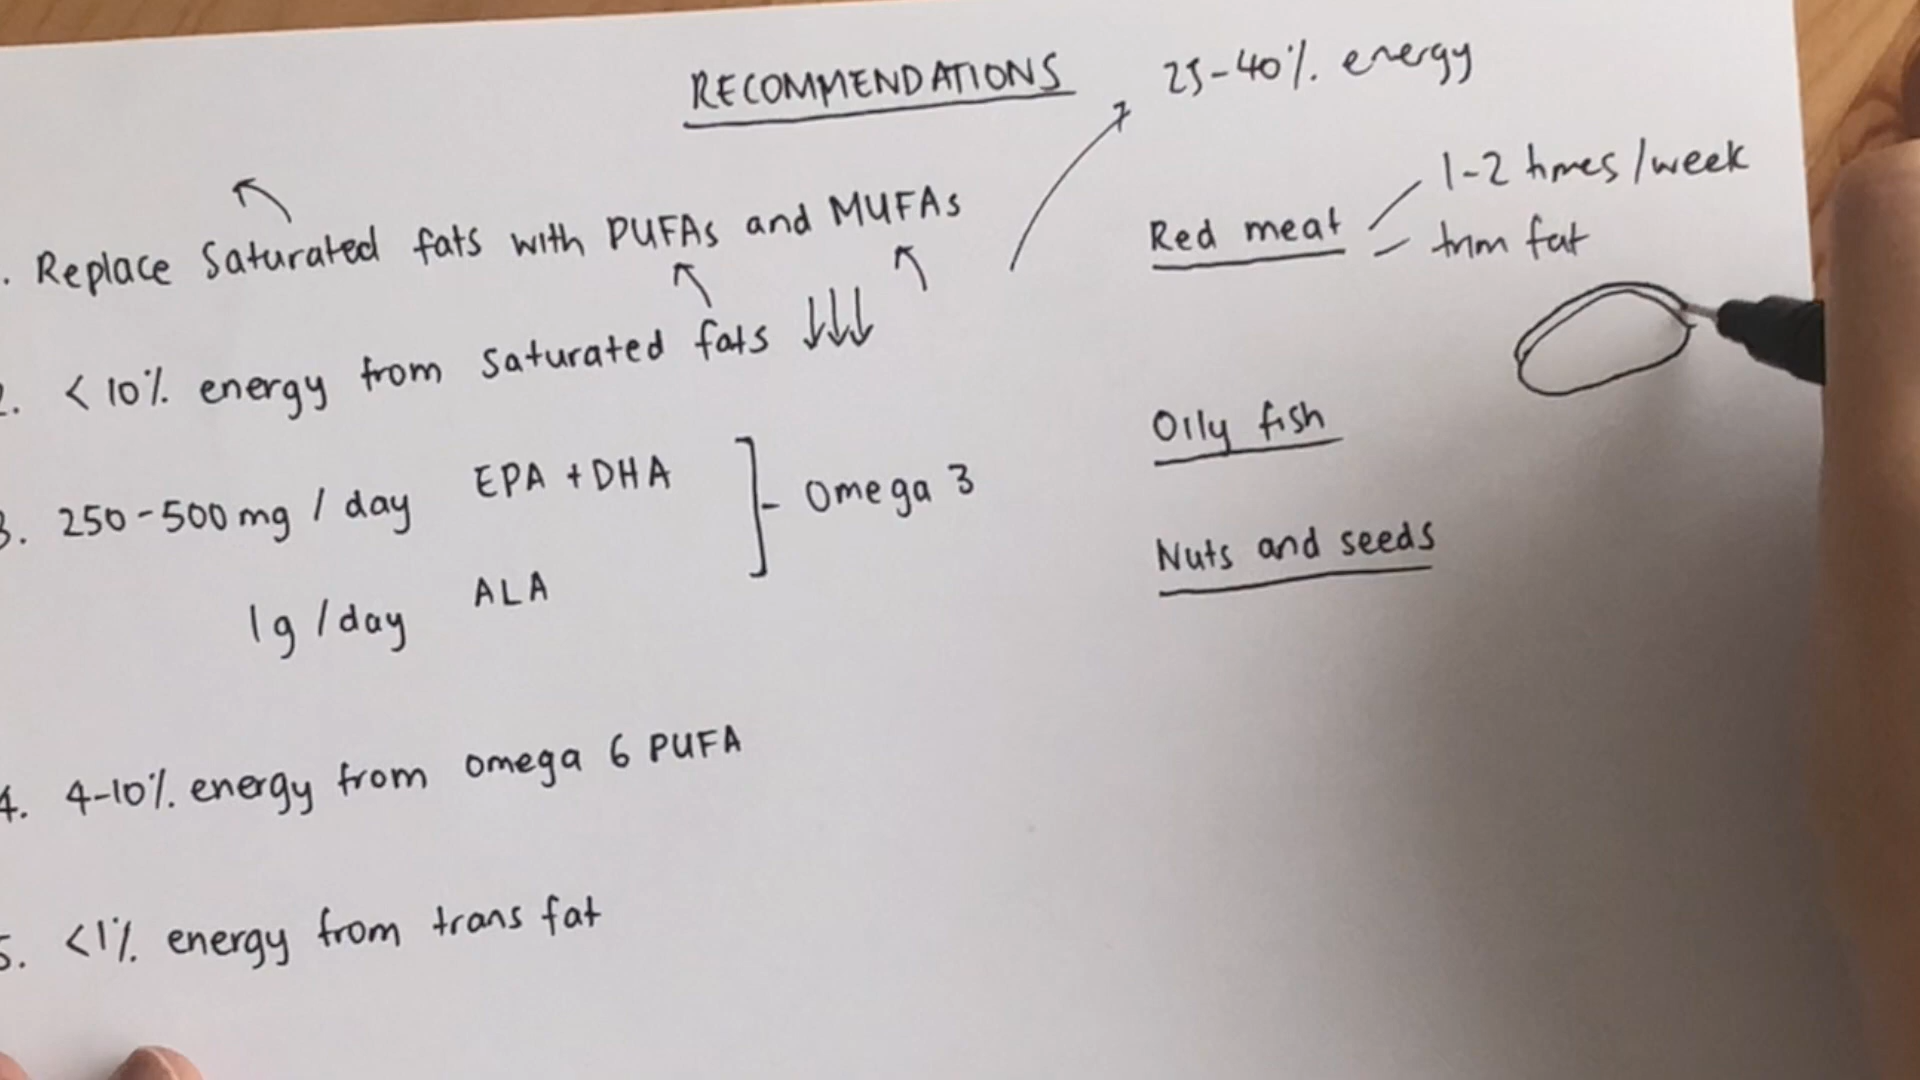 RECOMMENDATIONS
25-40% energy
. Replace Saturated fats with PUFAs and MUFAs
2. < 10% energy from saturated fats ↓↓↓
3. 250-500mg / day EPA + DHA
Omega 3
1g /day ALA
4. 4-10% energy from omega 6 PUFA
5. <1% energy from trans fat
Red meat
1-2 times /week
trim fat
Oily fish
Nuts and seeds